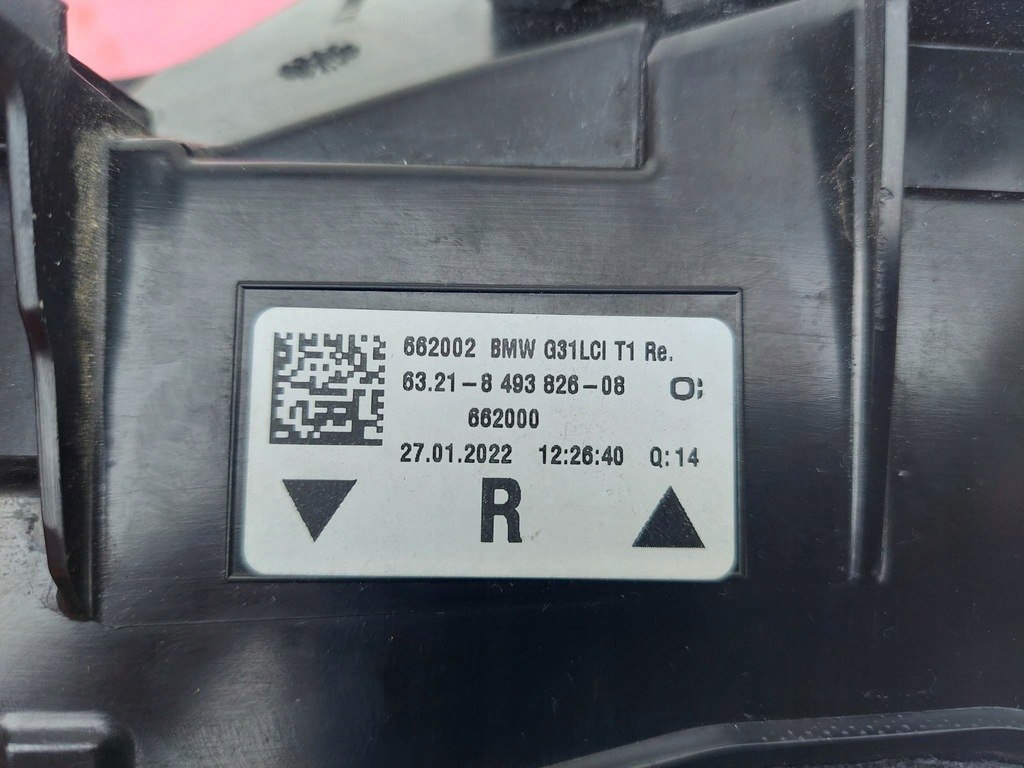 662002 BMW G31LCI T1 Re.
63.21-8 493 826-08 O;
662000
27.01.2022 12:26:40 Q:14
R